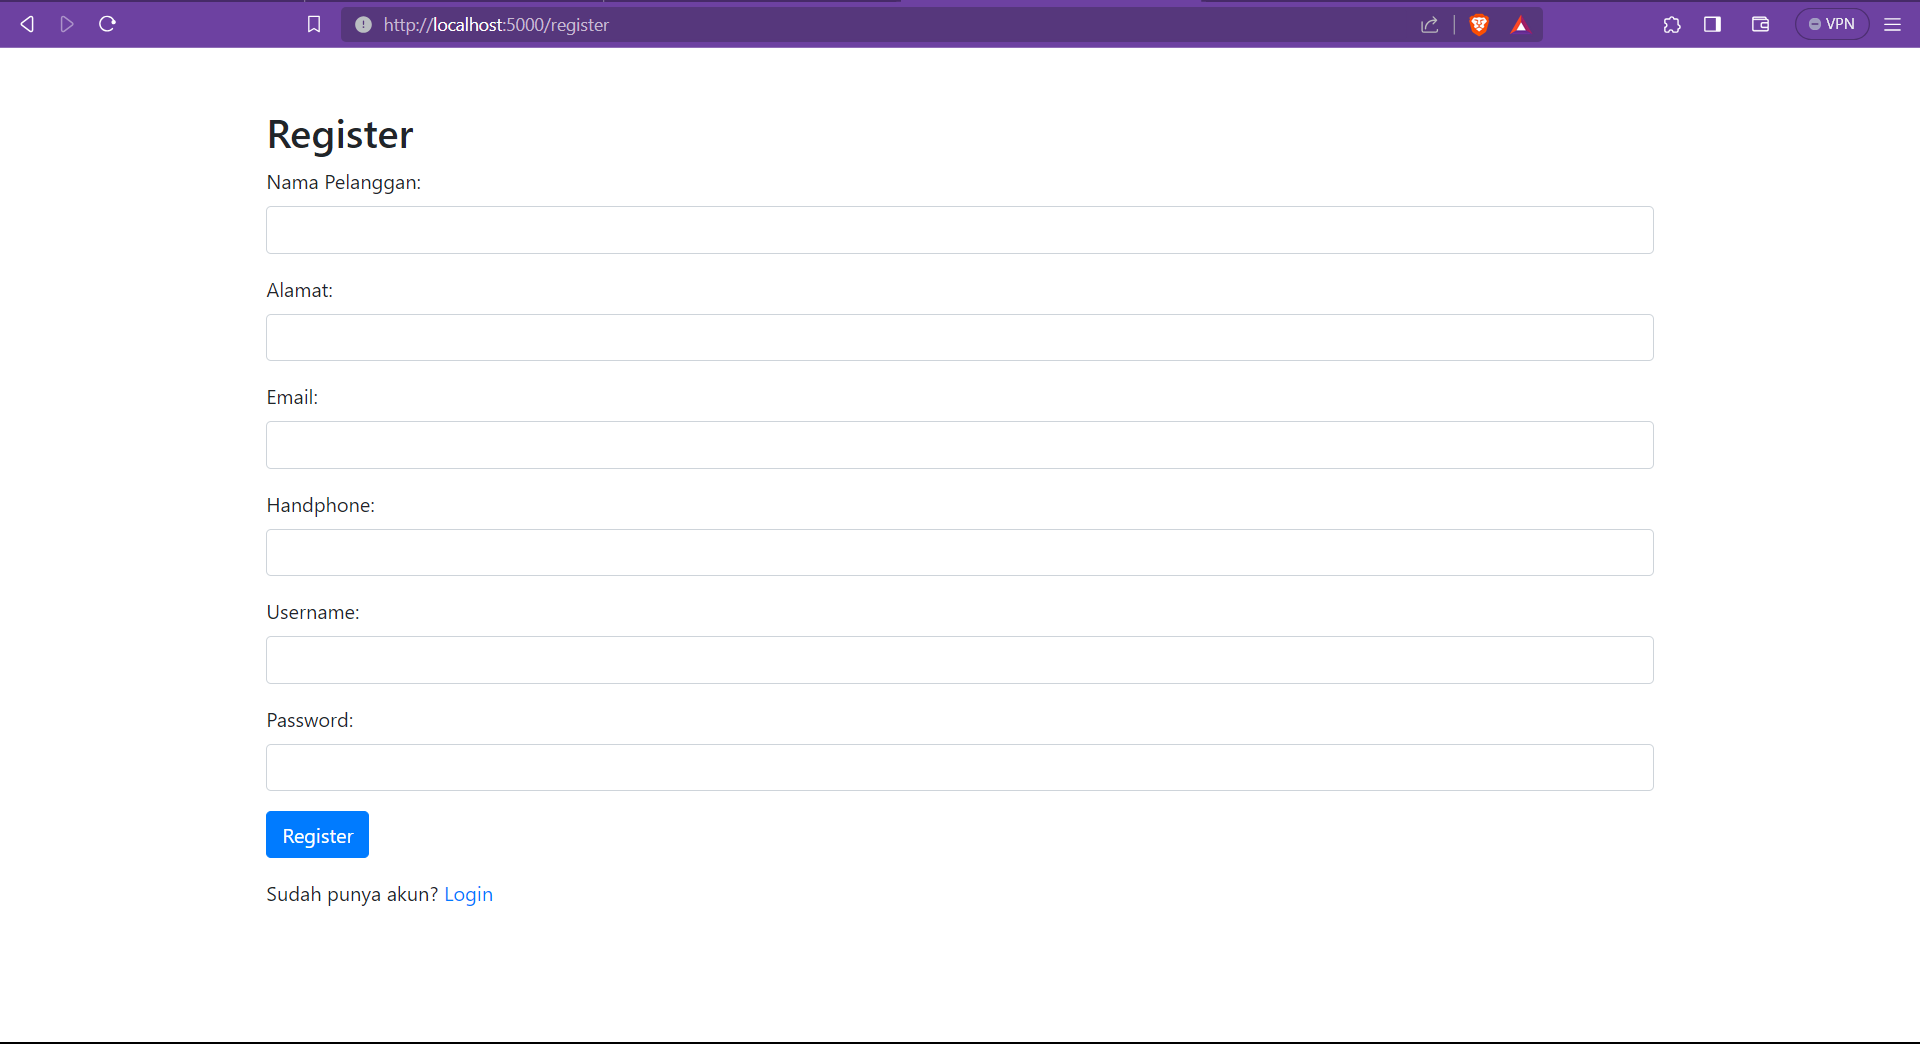 http://localhost:5000/register
VPN
Register
Nama Pelanggan:
Alamat:
Email:
Handphone:
Username:
Password:
Register
Sudah punya akun? Login